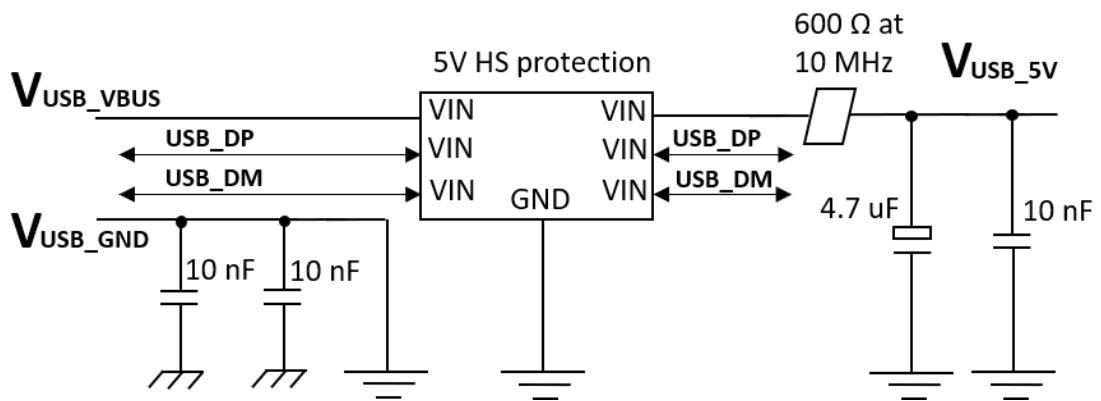 600 Ω at
10 MHz
5V HS protection
VUSB_5V
VUSB_VBUS
VIN VIN
USB_DP VIN VIN USB_DP
USB_DM VIN VIN USB_DM
GND
VUSB_GND
4.7 uF 10 nF
10 nF 10 nF